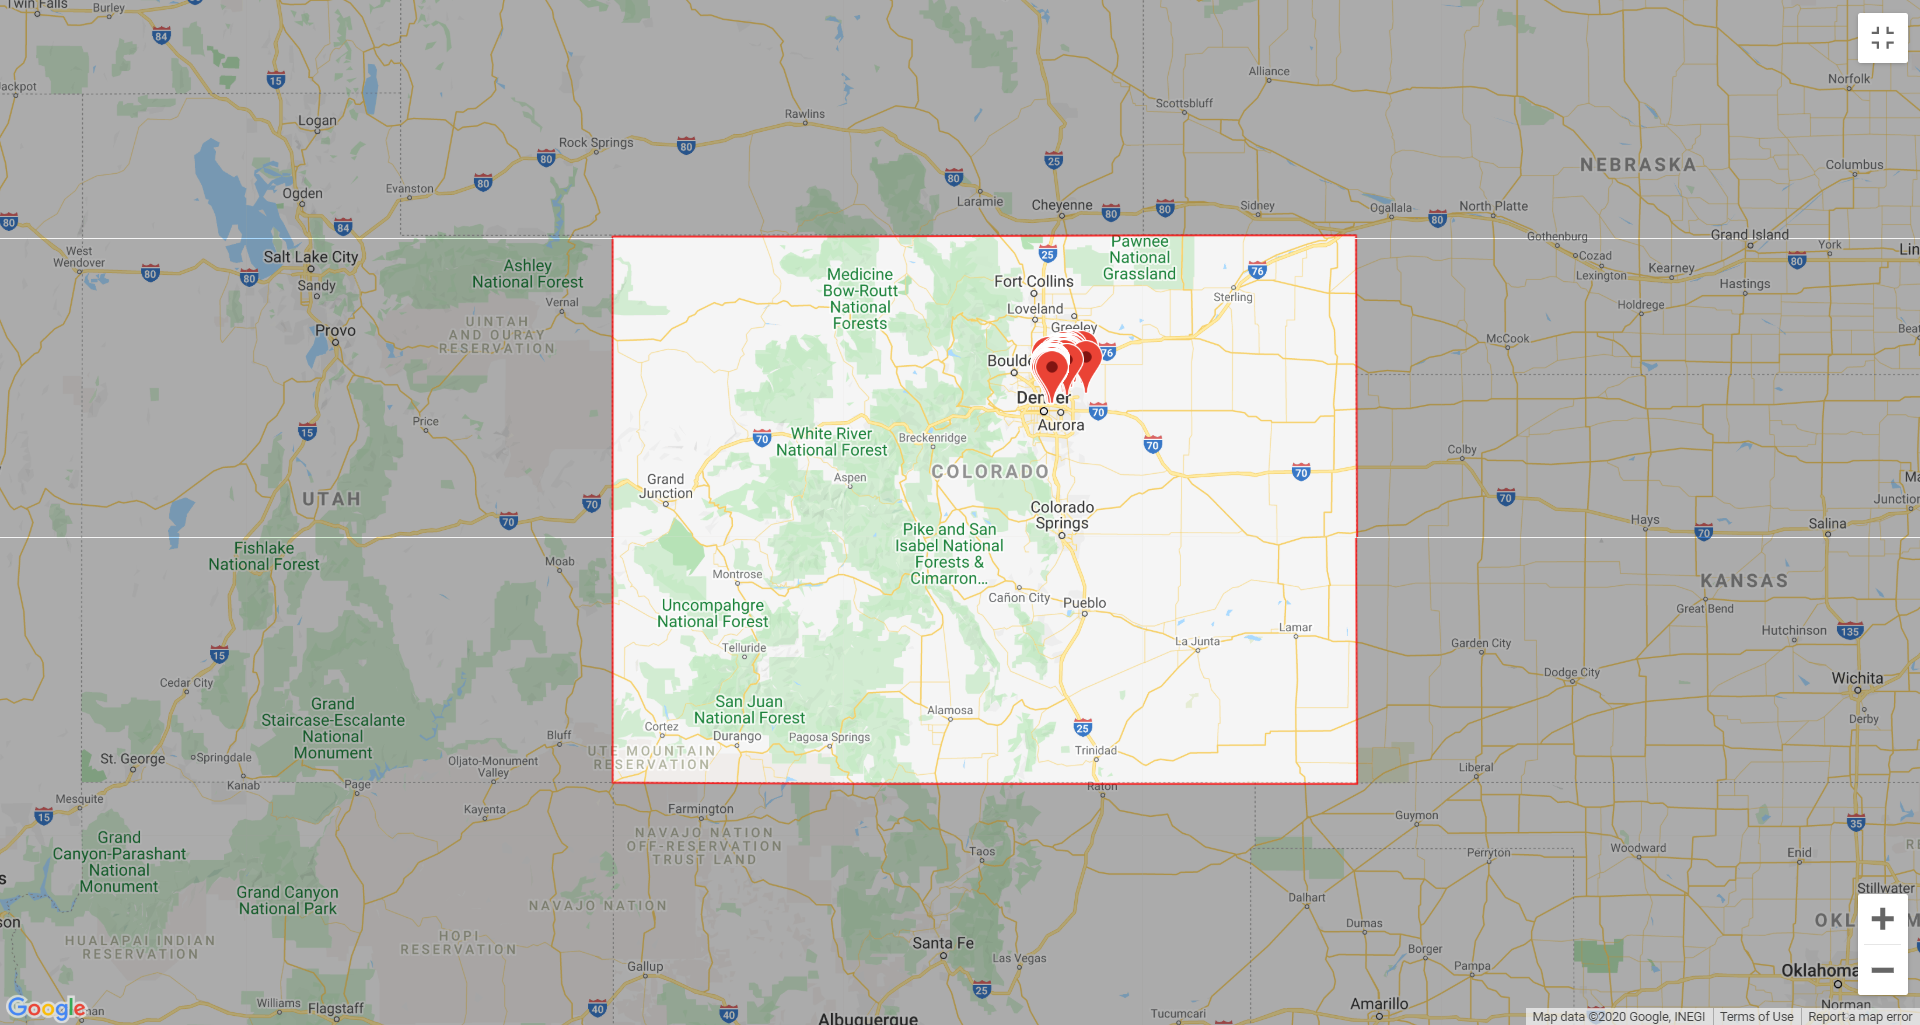 Twin Falls
Burley
84
15
Jackpot
Logan
Alliance
Norfolk
Scottsbluff
Rawlins
Rock Springs
80
80
25
80
Evanston
80
Ogden
NEBRASKA
Columbus
Laramie
Cheyenne
80
80
Sidney
Ogallala
80
North Platte
80
84
West
Wendover
80
80
Salt Lake City
Sandy
Ashley
National Forest
Vernal
Gothenburg
Cozad
Lexington
Kearney
Grand Island
York
80
Lin
Hastings
Holdrege
Medicine
Bow-Routt
National
Forests
25
Pawnee
National
Grassland
76
Fort Collins
Sterling
Loveland
Greeley
Provo
UINTAH
AND OURAY
RESERVATION
McCook
Beat
76
Denver
70
Aurora
15
Price
70
White River
National Forest
Breckenridge
70
Colby
COLORADO
70
Aspen
Grand
Junction
UTAH
70
70
70
Hays
70
Salina
Junction
Colorado
Springs
Pike and San
Isabel National
Forests &
Cimarron...
Fishlake
National Forest
Moab
Montrose
Cañon City
Pueblo
KANSAS
Great Bend
Uncompahgre
National Forest
Lamar
La Junta
Hutchinson
135
Garden City
Telluride
15
Cedar City
Dodge City
Wichita
Derby
Grand
Staircase-Escalante
National
Monument
San Juan
National Forest
Alamosa
25
Cortez
Durango
Pagosa Springs
Bluff
UTE MOUNTAIN
RESERVATION
Trinidad
St. George
Springdale
Oljato-Monument
Valley
Kanab
Page
Raton
Liberal
Mesquite
15
Kayenta
Farmington
Guymon
35
Grand
Canyon-Parashant
National
Monument
NAVAJO NATION
OFF-RESERVATION
TRUST LAND
Taos
Perryton
Woodward
Enid
Grand Canyon
National Park
NAVAJO NATION
Dalhart
Stillwater
Dumas
HUALAPAI INDIAN
RESERVATION
HOPI
RESERVATION
Santa Fe
Las Vegas
Borger
Gallup
Pampa
Oklahoma
25
Williams
Flagstaff
40
40
Amarillo
Norman
Albuquerque
Tucumcari
Google
Map data ©2020 Google, INEGI
Terms of Use
Report a map error